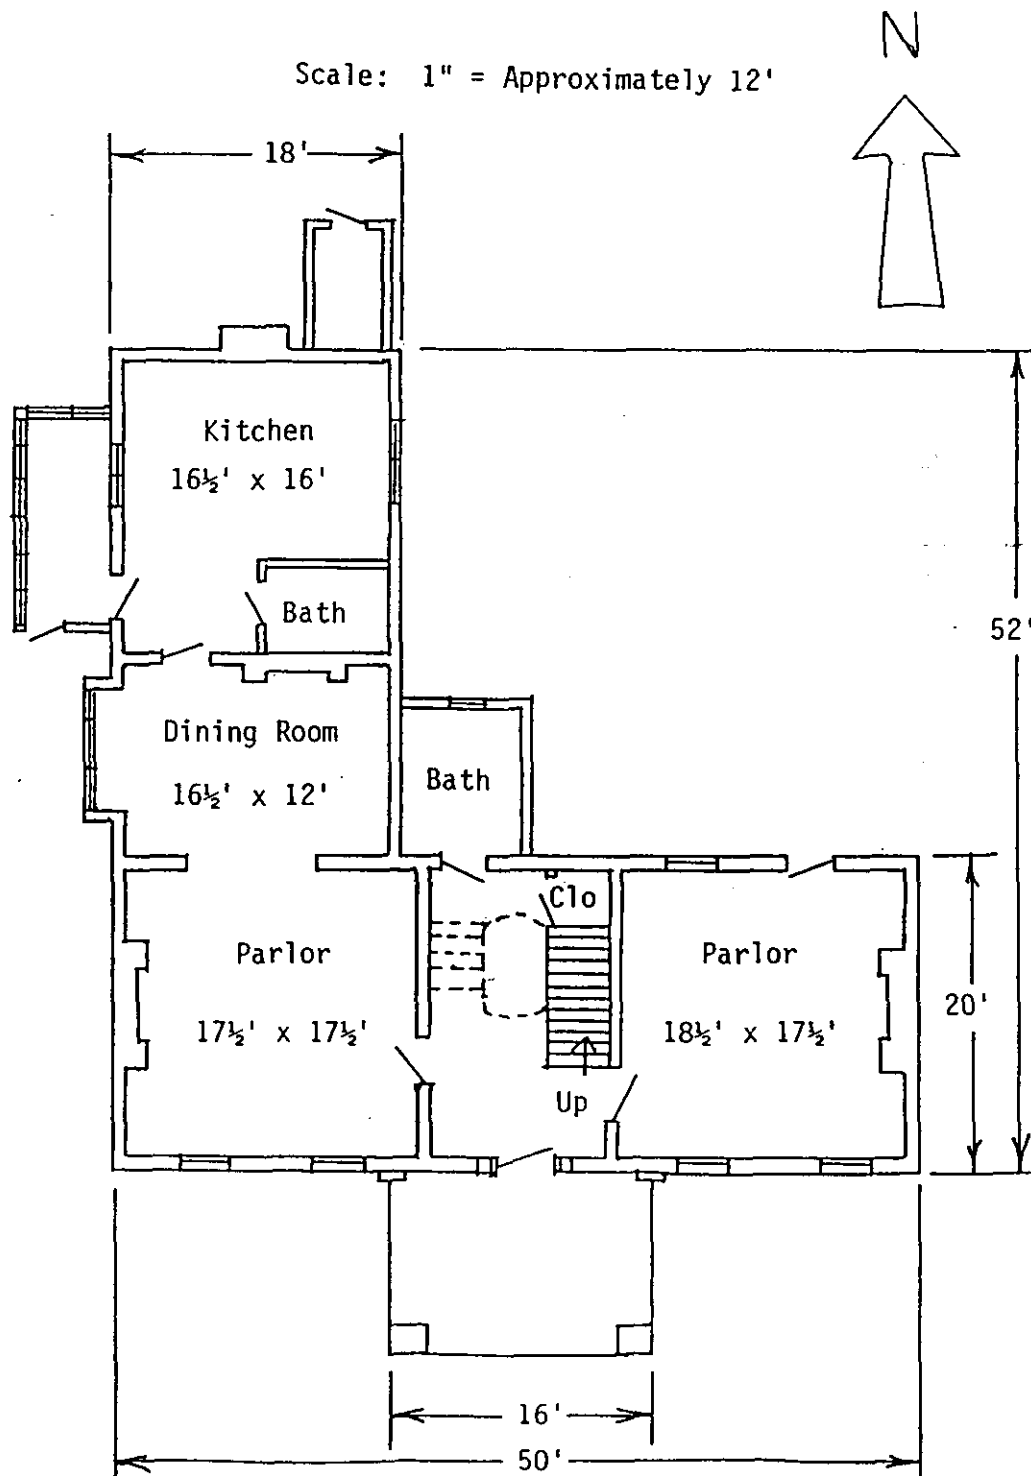 N
Scale: 1" = Approximately 12'
18'
Kitchen
16½' x 16'
Bath
52'
Dining Room
16½' x 12'
Bath
Clo
Parlor
17½' x 17½'
Parlor
18½' x 17½'
20'
Up
16'
50'